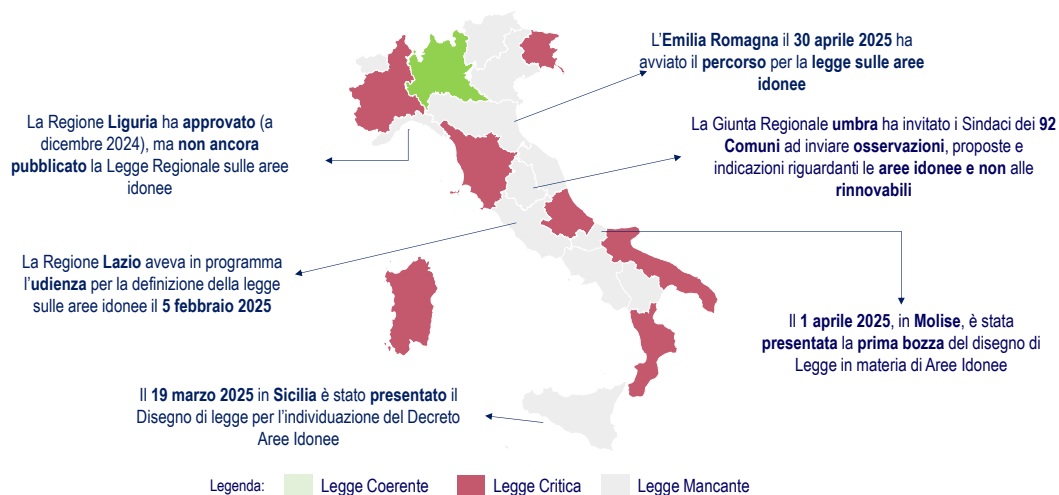 L'Emilia Romagna il 30 aprile 2025 ha
avviato il percorso per la legge sulle aree
idonee
La Regione Liguria ha approvato (a
dicembre 2024), ma non ancora
pubblicato la Legge Regionale sulle aree
idonee
La Giunta Regionale umbra ha invitato i Sindaci dei 92
Comuni ad inviare osservazioni, proposte e
indicazioni riguardanti le aree idonee e non alle
rinnovabili
La Regione Lazio aveva in programma
l'udienza per la definizione della legge
sulle aree idonee il 5 febbraio 2025
Il 1 aprile 2025, in Molise, è stata
presentata la prima bozza del disegno di
Legge in materia di Aree Idonee
Il 19 marzo 2025 in Sicilia è stato presentato il
Disegno di legge per l'individuazione del Decreto
Aree Idonee
Legenda: Legge Coerente Legge Critica Legge Mancante